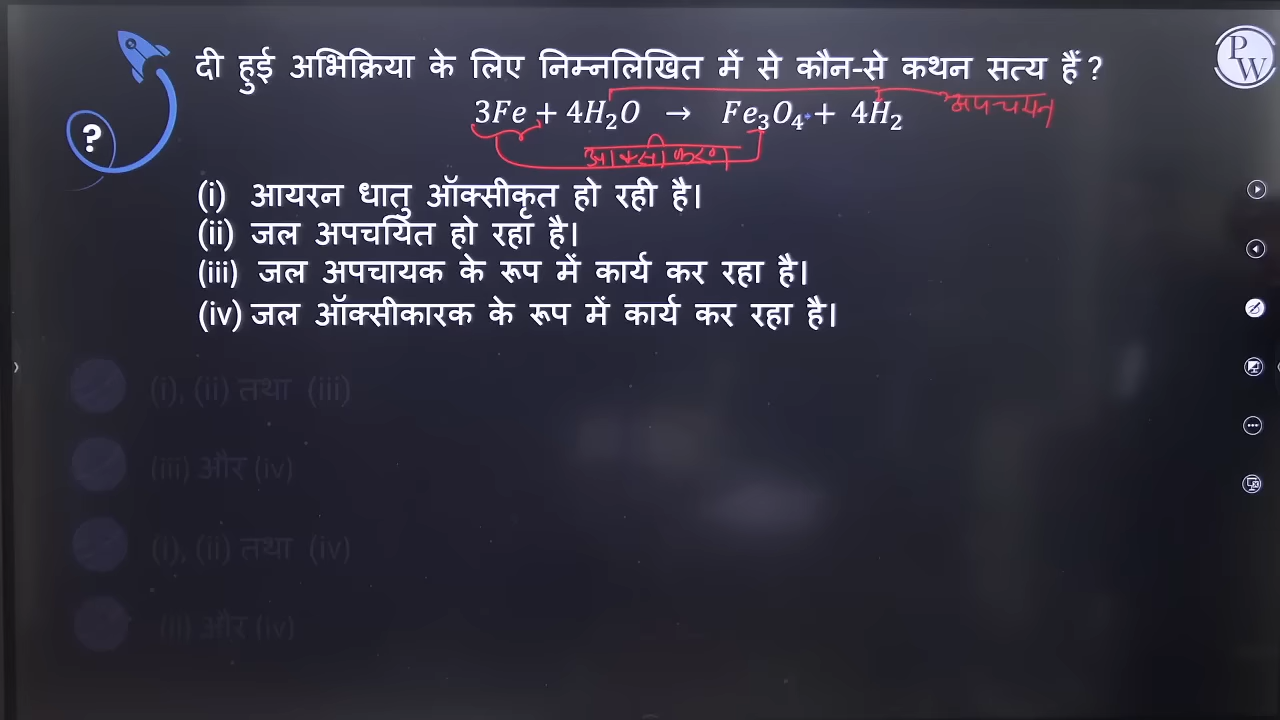 दी हुई अभिक्रिया के लिए निम्नलिखित में से कौन-से कथन सत्य हैं ?
3Fe + 4H₂O → Fe₃O₄ + 4H₂
अपचयन
आक्सीकरण
?
PW
(i) आयरन धातु ऑक्सीकृत हो रही है।
(ii) जल अपचयित हो रहा है।
(iii) जल अपचायक के रूप में कार्य कर रहा है।
(iv) जल ऑक्सीकारक के रूप में कार्य कर रहा है।
(i), (ii) तथा (iii)
(iii) और (iv)
(i), (ii) तथा (iv)
(ii) और (iv)